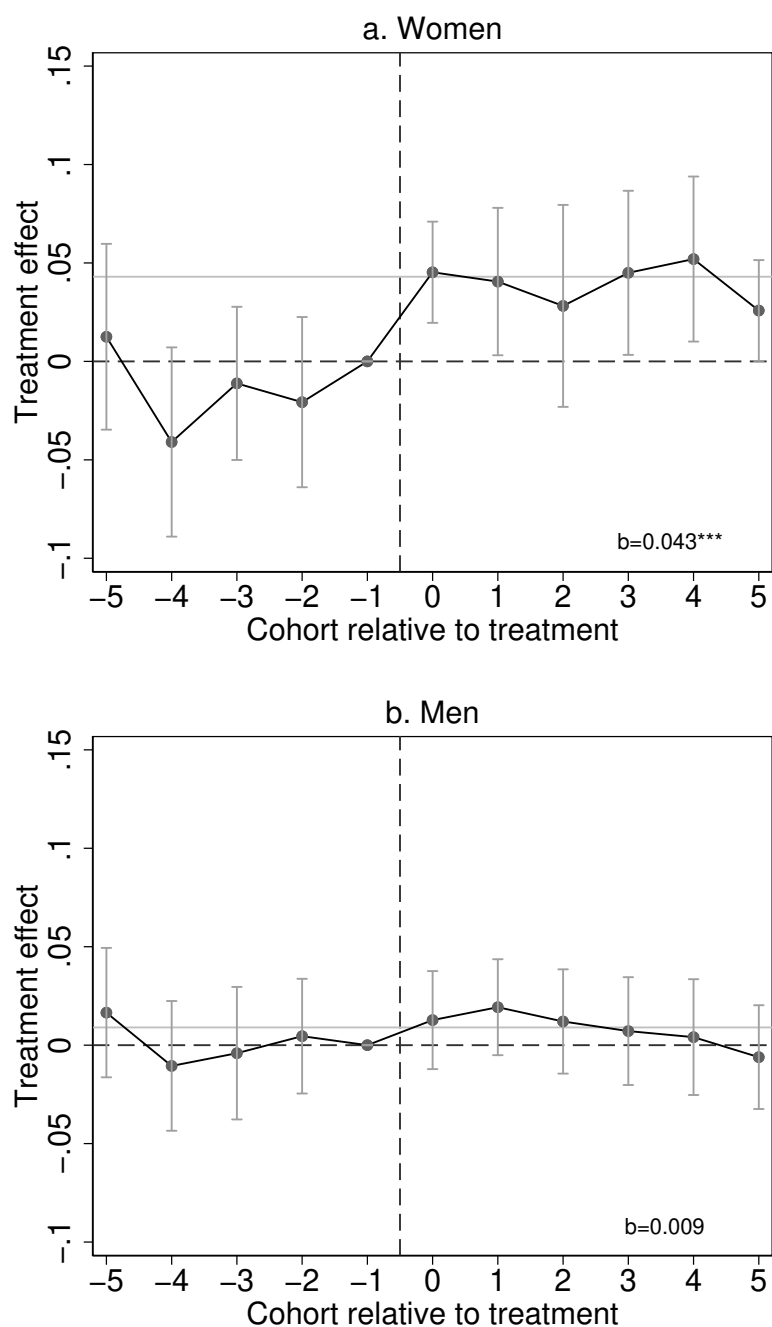 a. Women
Treatment effect
.15
.1
.05
0
−.05
−.1
b=0.043***
−5 −4 −3 −2 −1 0 1 2 3 4 5
Cohort relative to treatment
b. Men
Treatment effect
.15
.1
.05
0
−.05
−.1
b=0.009
−5 −4 −3 −2 −1 0 1 2 3 4 5
Cohort relative to treatment